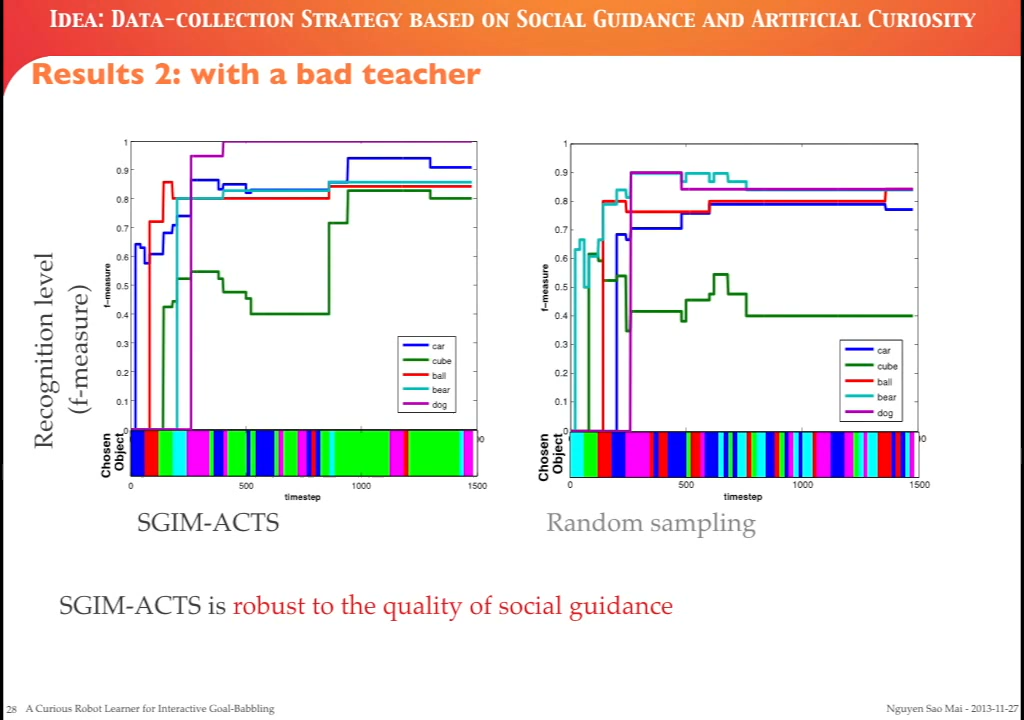 Idea: Data-collection Strategy based on Social Guidance and Artificial Curiosity
Results 2: with a bad teacher
Recognition level
(f-measure)
f-measure
1
0.9
0.8
0.7
0.6
0.5
0.4
0.3
0.2
0.1
0
car
cube
ball
bear
dog
Chosen
Object
0 500 1000 1500
timestep
SGIM-ACTS
f-measure
1
0.9
0.8
0.7
0.6
0.5
0.4
0.3
0.2
0.1
0
car
cube
ball
bear
dog
Chosen
Object
0 500 1000 1500
timestep
Random sampling
SGIM-ACTS is robust to the quality of social guidance
28 A Curious Robot Learner for Interactive Goal-Babbling
Nguyen Sao Mai - 2013-11-27